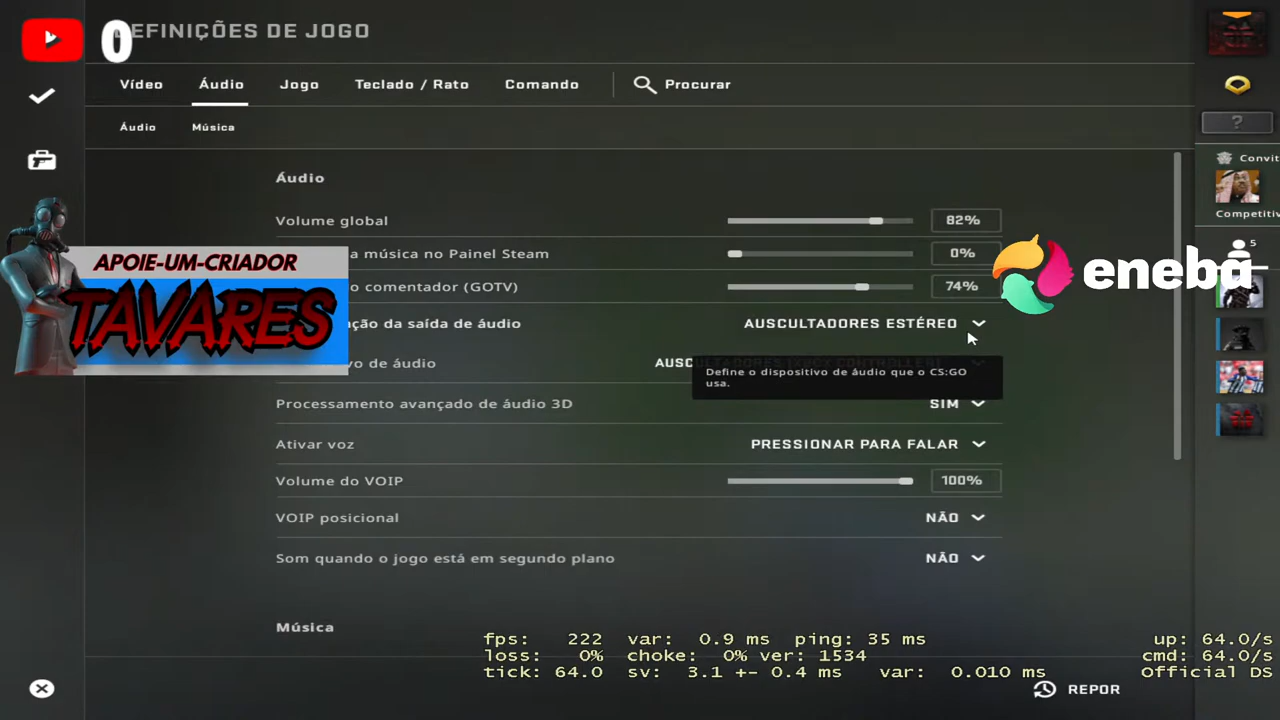 0
EFINIÇÕES DE JOGO
Vídeo Áudio Jogo Teclado / Rato Comando Procurar
Áudio Música
?
Convit
Competitiv
5
Áudio
Volume global 82%
a música no Painel Steam 0%
o comentador (GOTV) 74%
eneba
APOIE-UM-CRIADOR
TAVARES
ção da saída de áudio AUSCULTADORES ESTÉREO
vo de áudio
Define o dispositivo de áudio que o CS:GO
usa.
Processamento avançado de áudio 3D SIM
Ativar voz PRESSIONAR PARA FALAR
Volume do VOIP 100%
VOIP posicional NÃO
Som quando o jogo está em segundo plano NÃO
Música
fps: 222 var: 0.9 ms ping: 35 ms up: 64.0/s
loss: 0% choke: 0% ver: 1534 cmd: 64.0/s
tick: 64.0 sv: 3.1 +- 0.4 ms var: 0.010 ms Official DS
REPOR